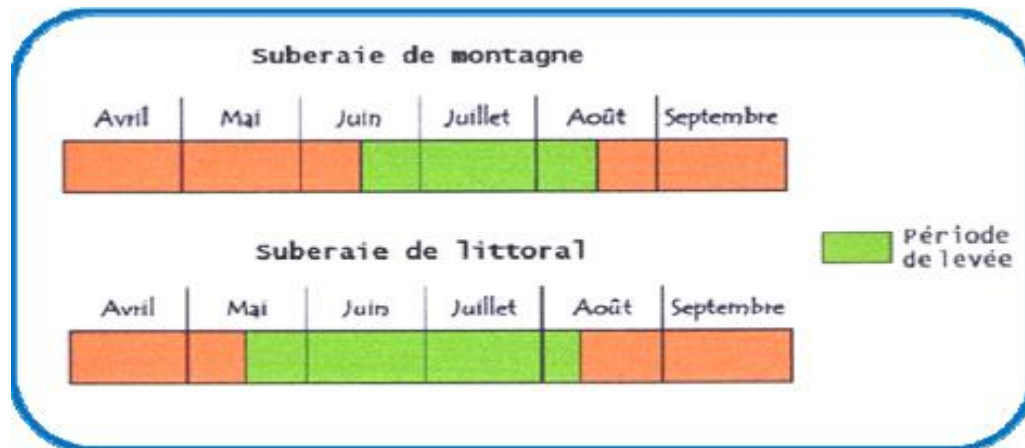 Suberaie de montagne
Avril Mai Juin Juillet Août Septembre
Suberaie de littoral
Avril Mai Juin Juillet Août Septembre
Période
de levée